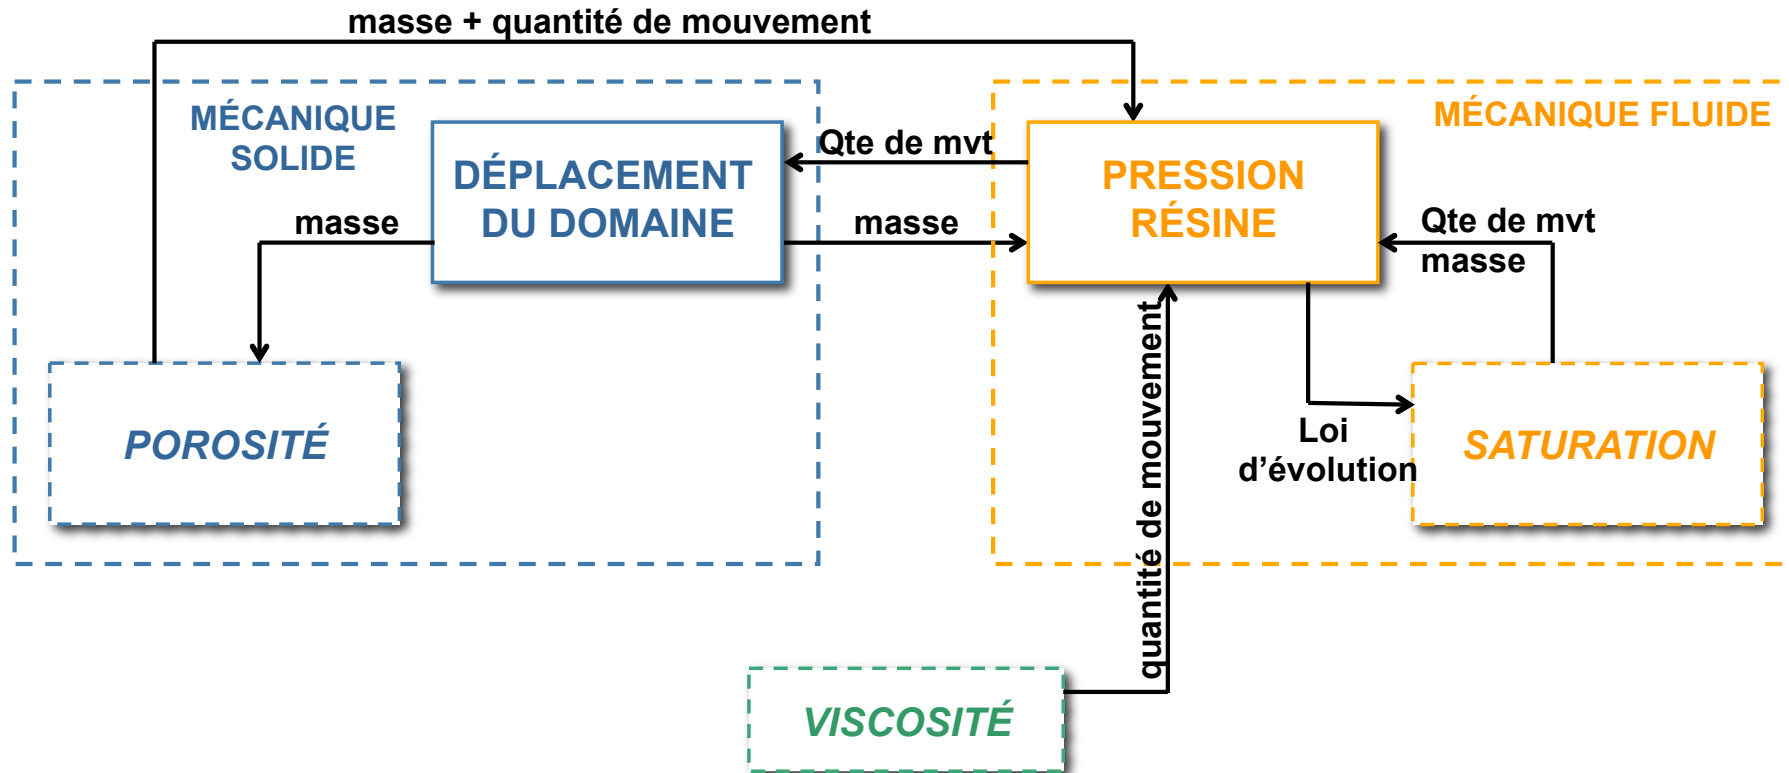 masse + quantité de mouvement
MÉCANIQUE
SOLIDE
MÉCANIQUE FLUIDE
DÉPLACEMENT
DU DOMAINE
Qte de mvt
PRESSION
RÉSINE
masse
masse
Qte de mvt
masse
quantité de mouvement
POROSITÉ
Loi
d’évolution
SATURATION
VISCOSITÉ